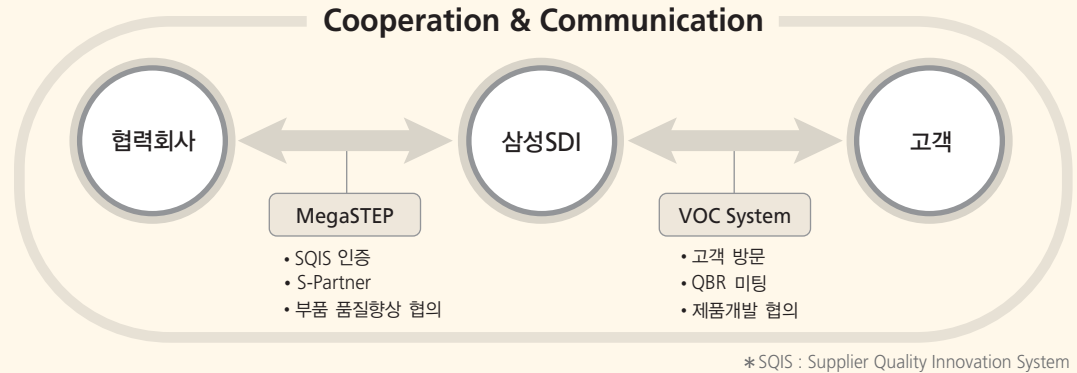 Cooperation & Communication
협력회사
삼성SDI
고객
MegaSTEP
• SQIS 인증
• S-Partner
• 부품 품질향상 협의
VOC System
• 고객 방문
• QBR 미팅
• 제품개발 협의
* SQIS : Supplier Quality Innovation System